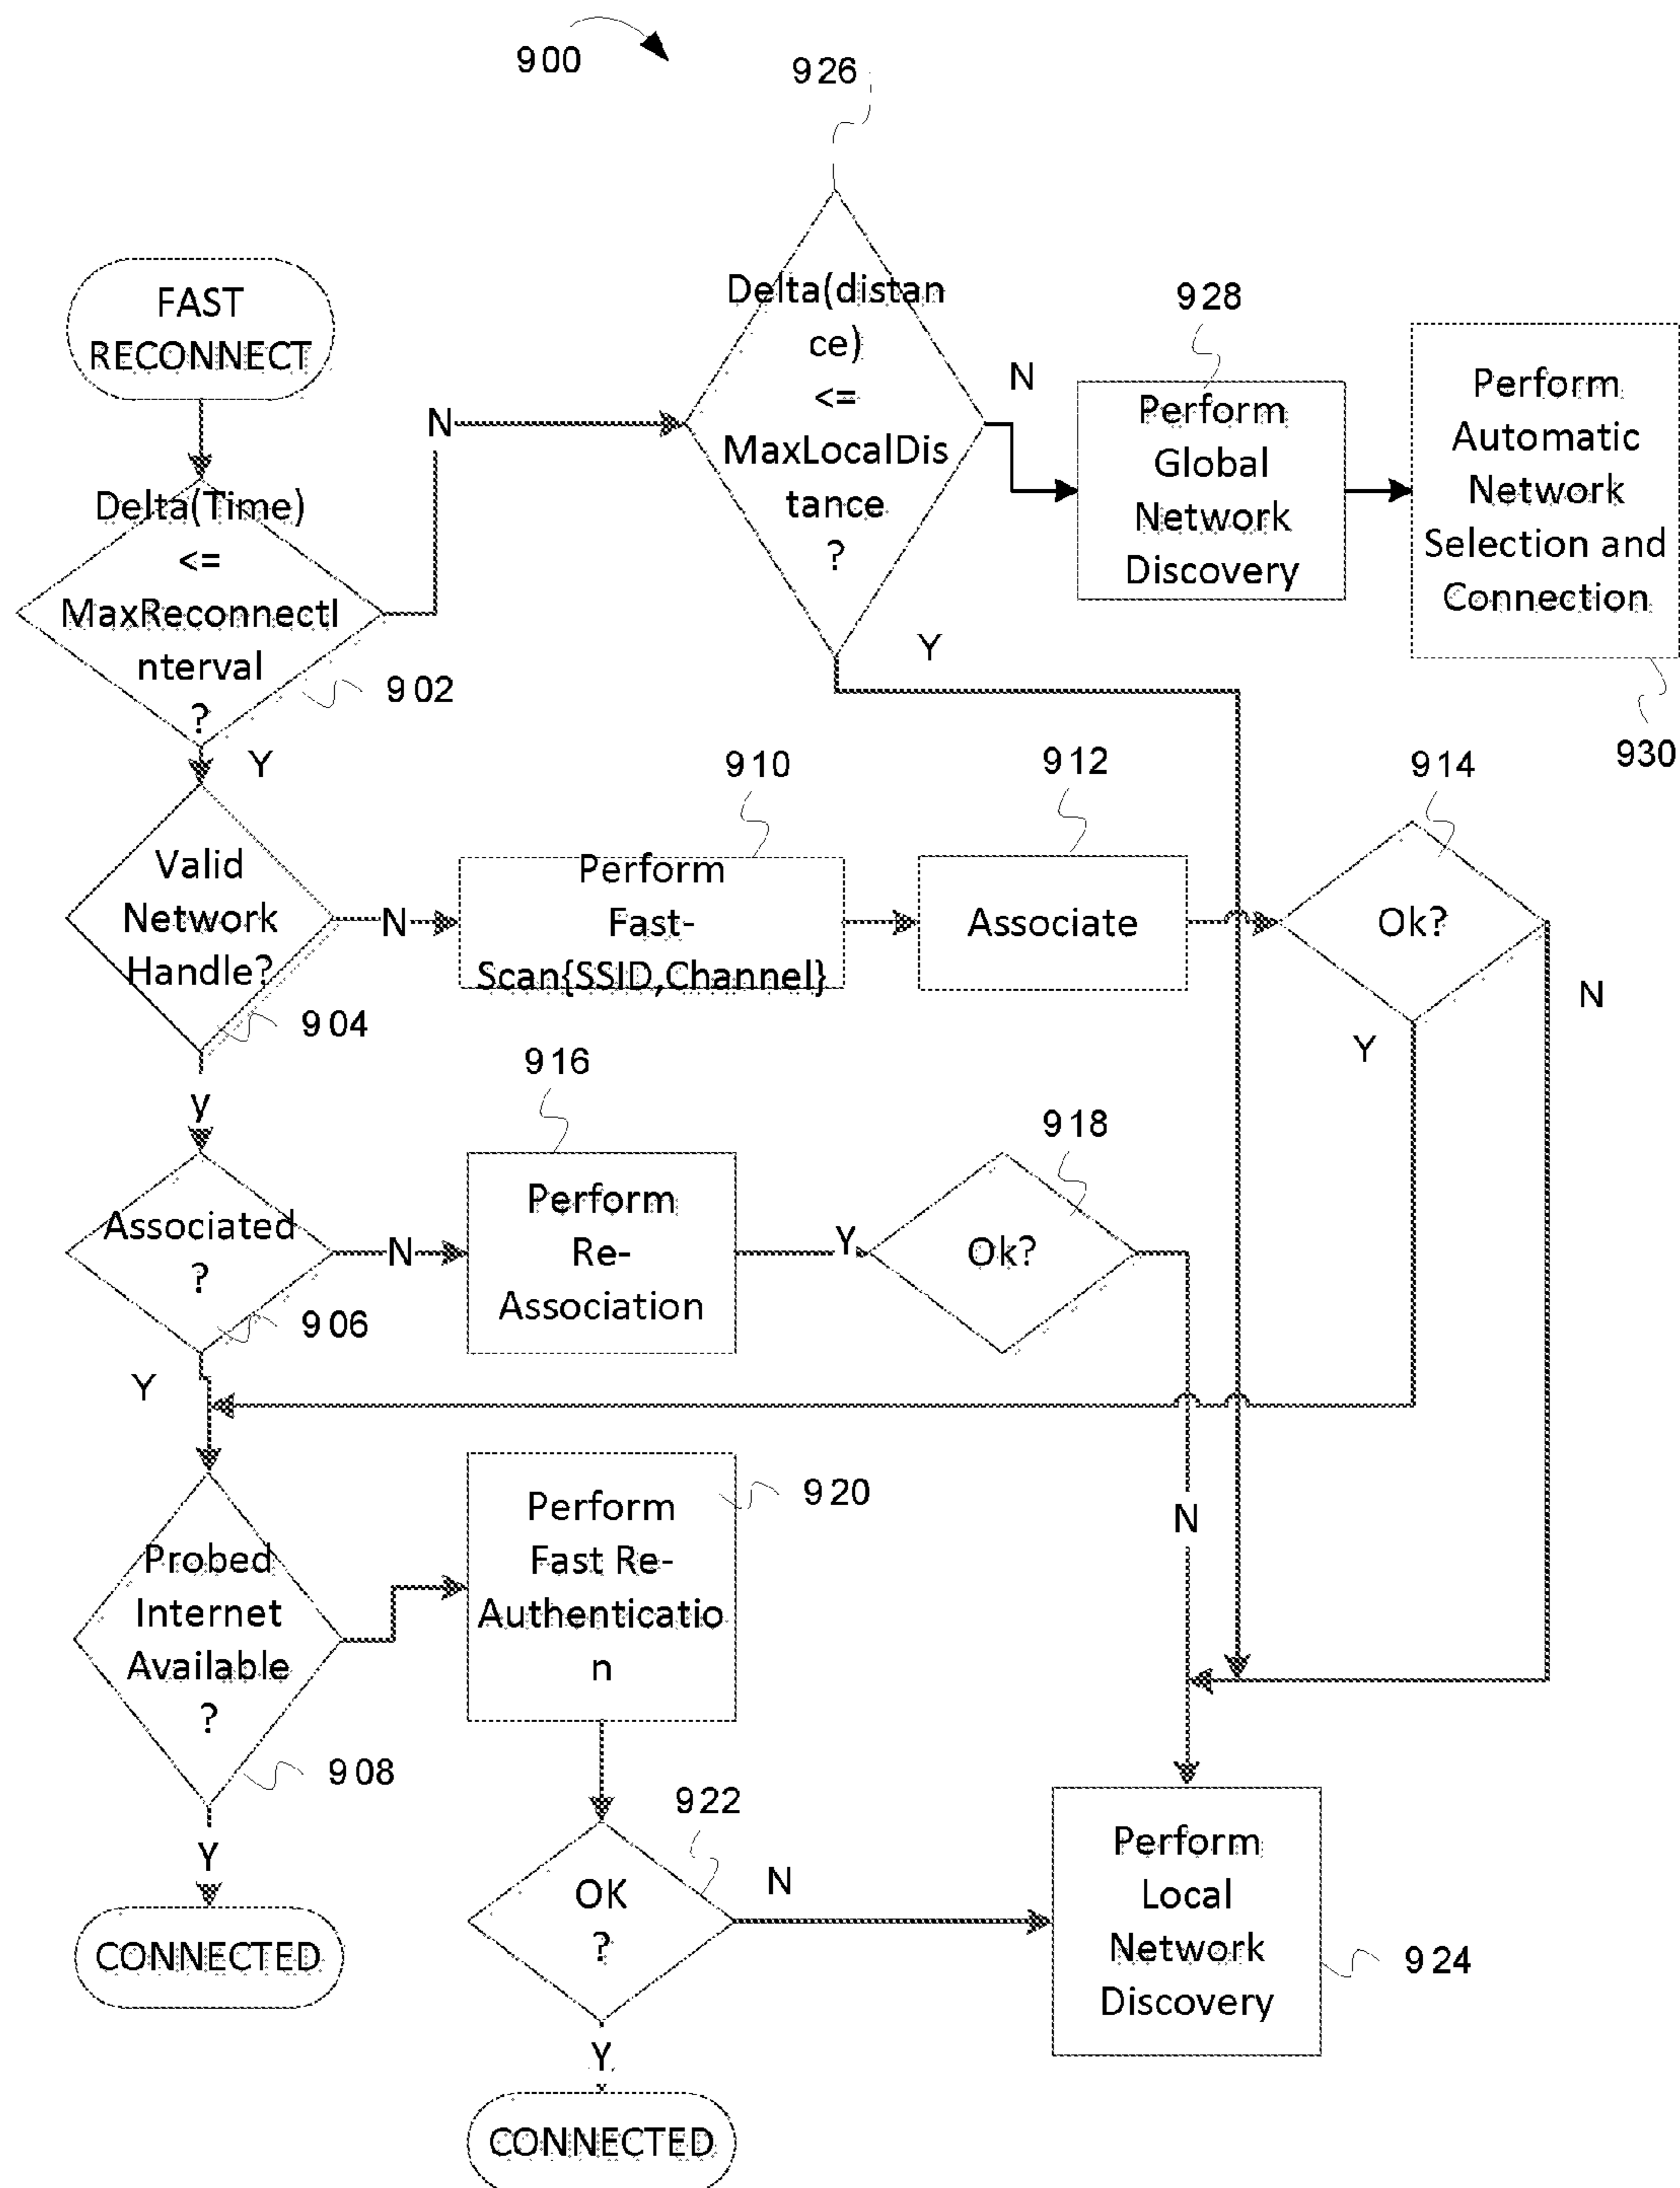 900
926
FAST
RECONNECT
Delta(distan
ce)
<=
MaxLocalDis
tance
?
N
928
Perform
Global
Network
Discovery
Perform
Automatic
Network
Selection and
Connection
930
N
Delta(Time)
<=
MaxReconnectI
nterval
?
902
Y
Y
Valid
Network
Handle?
904
N
910
Perform
Fast-
Scan{SSID,Channel}
912
Associate
914
Ok?
N
Y
y
Associated
?
906
N
916
Perform
Re-
Association
Y
918
Ok?
Y
N
Probed
Internet
Available
?
908
920
Perform
Fast Re-
Authenticatio
n
Y
CONNECTED
922
OK
?
N
Perform
Local
Network
Discovery
924
Y
CONNECTED